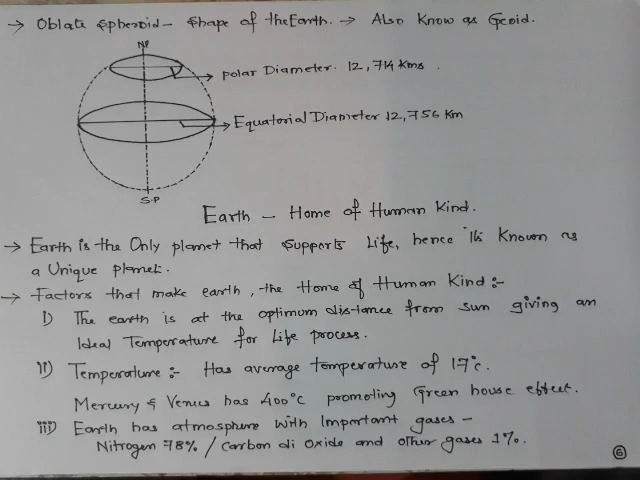 → Oblate Spheroid - Shape of the Earth. → Also Know as Geoid.
NP
→ Polar Diameter. 12,714 Kms.
→ Equatorial Diameter 12,756 Km
S.P
Earth - Home of Human Kind.
→ Earth is the Only planet that Supports Life, hence its Known as
a Unique planet.
→ Factors that make earth, the Home of Human Kind :-
i) The earth is at the optimum distance from sun giving an
Ideal Temperature for Life process.
ii) Temperature :- Has average temperature of 17°c.
Mercury & Venus has 400°C promoting Green house effect.
iii) Earth has atmosphere with Important gases -
Nitrogen 78% / Carbon di Oxide and other gases 1%.
6